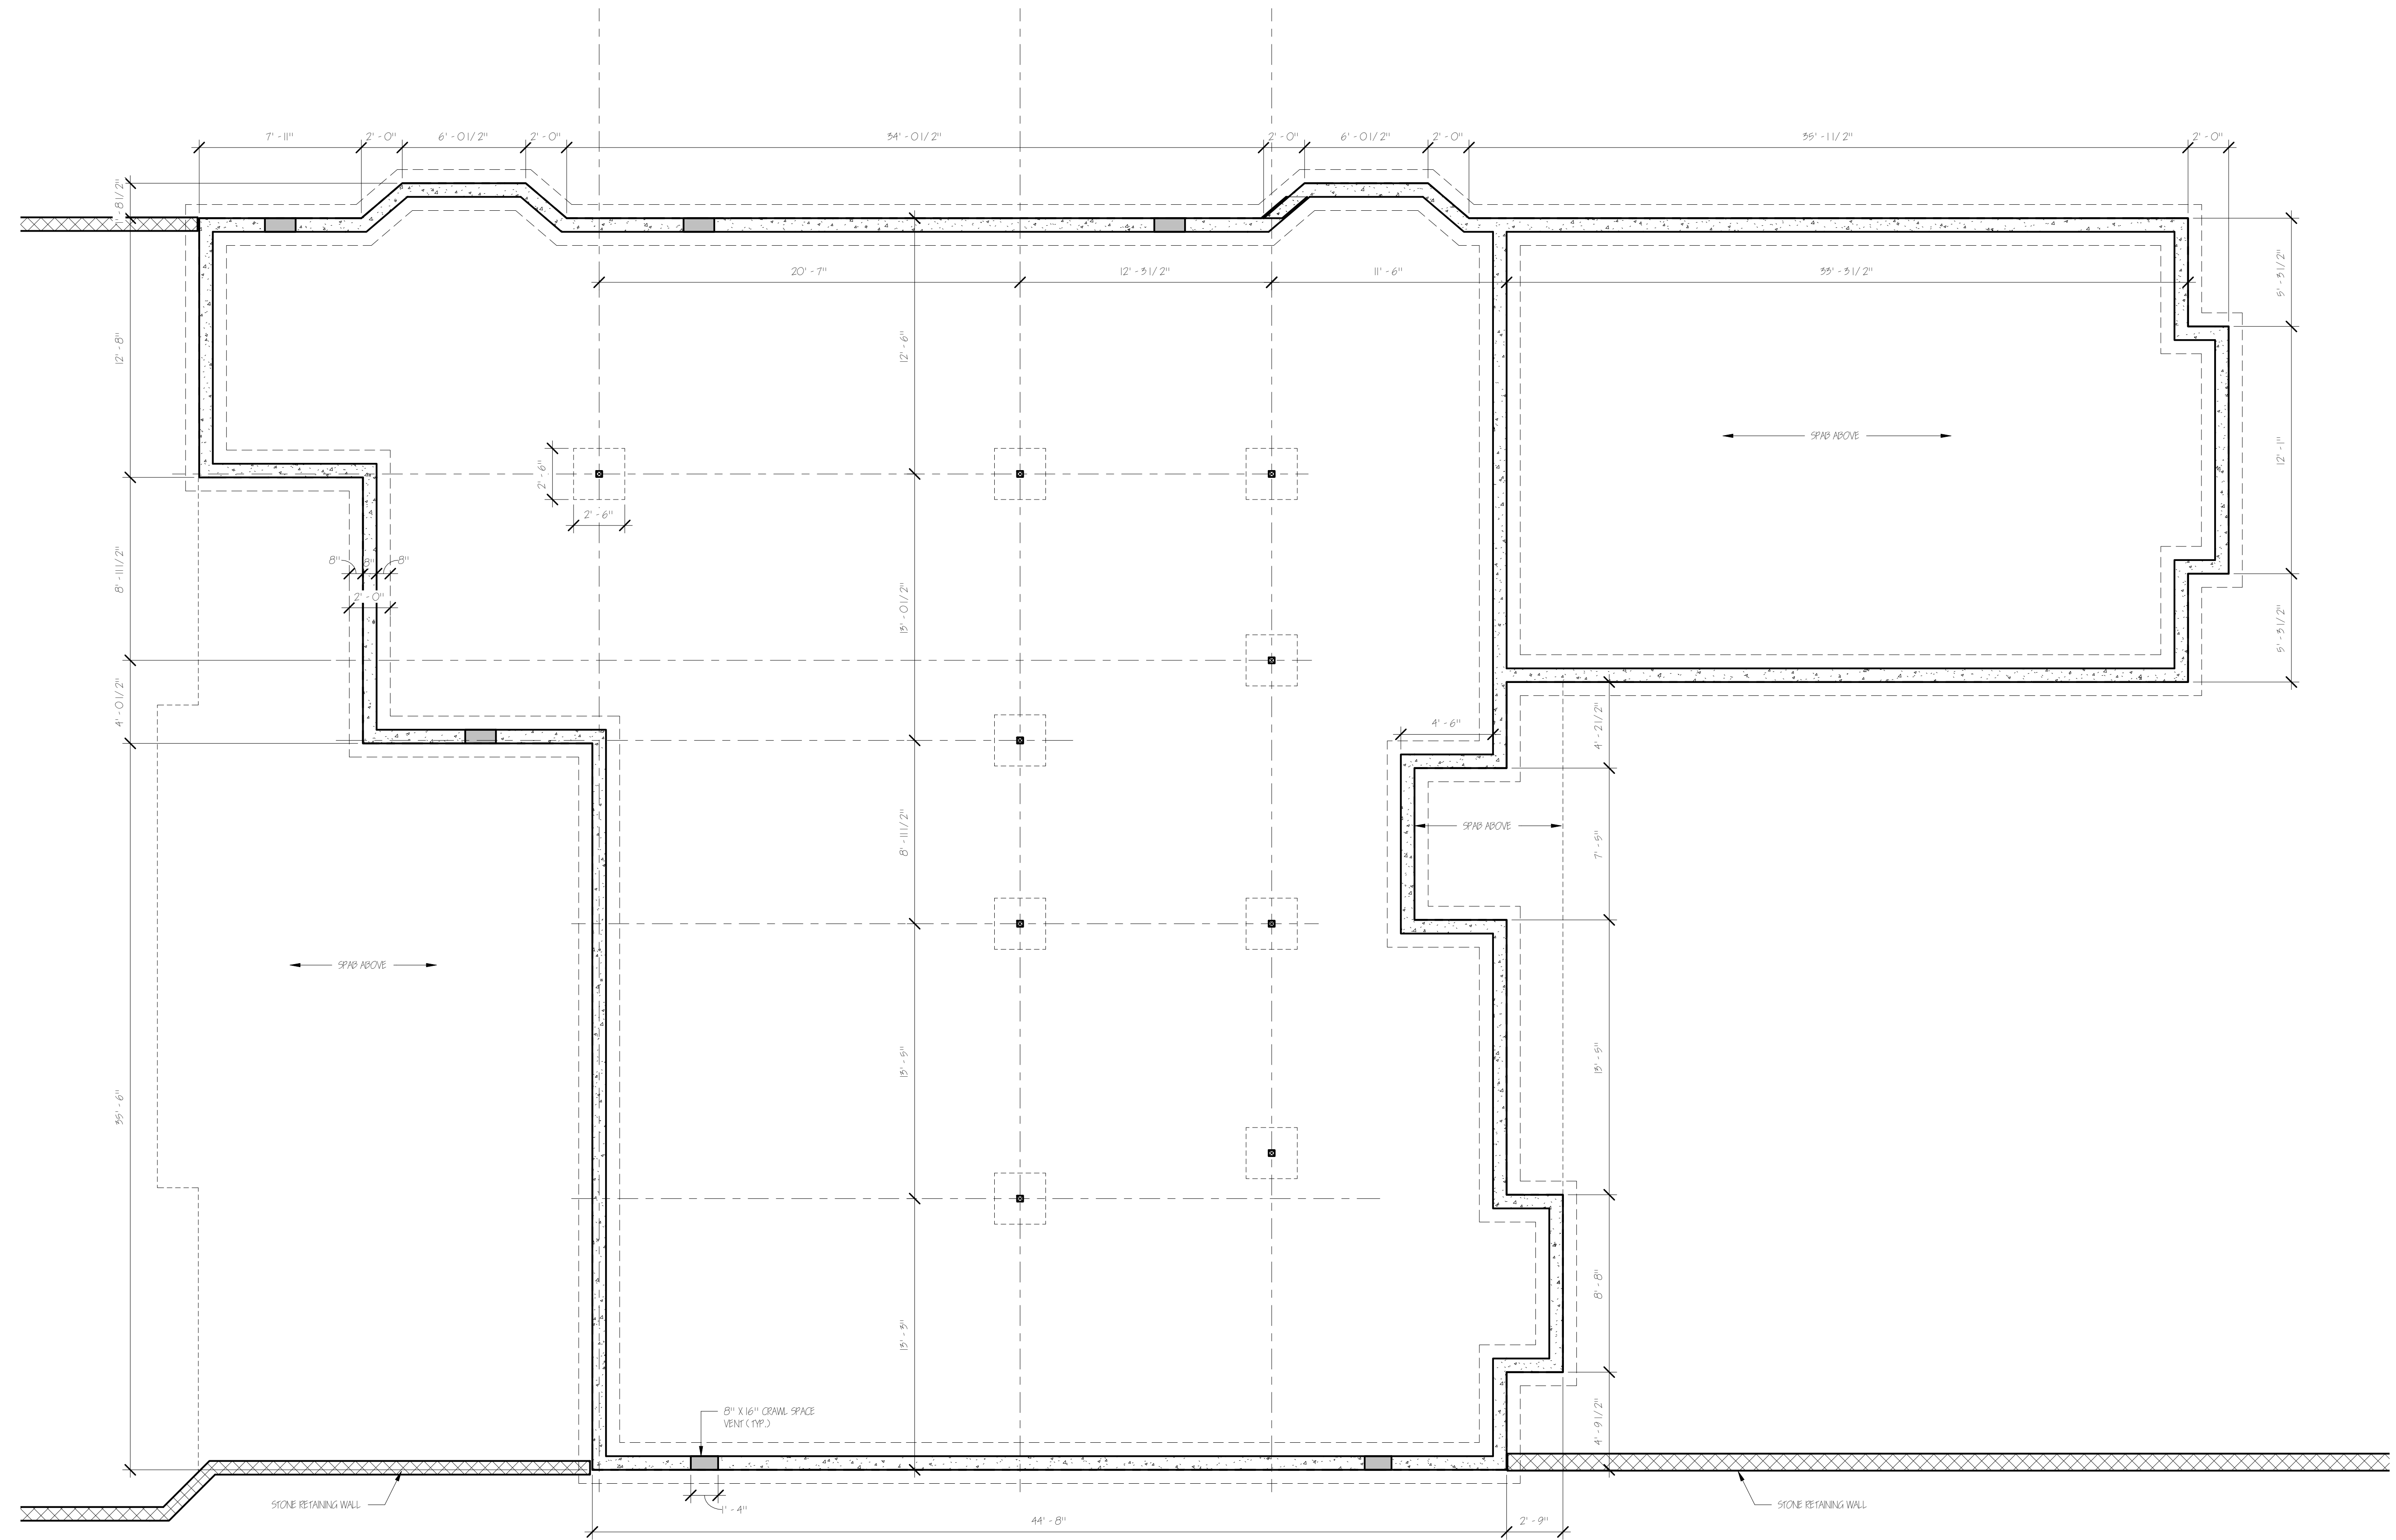 7' - 11"
2' - 0"
6' - 0 1/2"
2' - 0"
34' - 0 1/2"
2' - 0"
6' - 0 1/2"
2' - 0"
35' - 1 1/2"
2' - 0"
1' - 8 1/2"
20' - 7"
12' - 3 1/2"
11' - 6"
33' - 3 1/2"
5' - 3 1/2"
12' - 8"
12' - 6"
SPAB ABOVE
12' - 1"
2' - 6"
2' - 6"
8' - 11 1/2"
8"
8"
8"
2' - 0"
13' - 0 1/2"
5' - 3 1/2"
4' - 0 1/2"
4' - 6"
4' - 2 1/2"
8' - 11 1/2"
SPAB ABOVE
7' - 5"
SPAB ABOVE
35' - 6"
13' - 5"
13' - 5"
8' - 8"
13' - 3"
8" X 16" CRAWL SPACE
VENT ( TYP.)
4' - 9 1/2"
STONE RETAINING WALL
1' - 4"
STONE RETAINING WALL
44' - 8"
2' - 9"